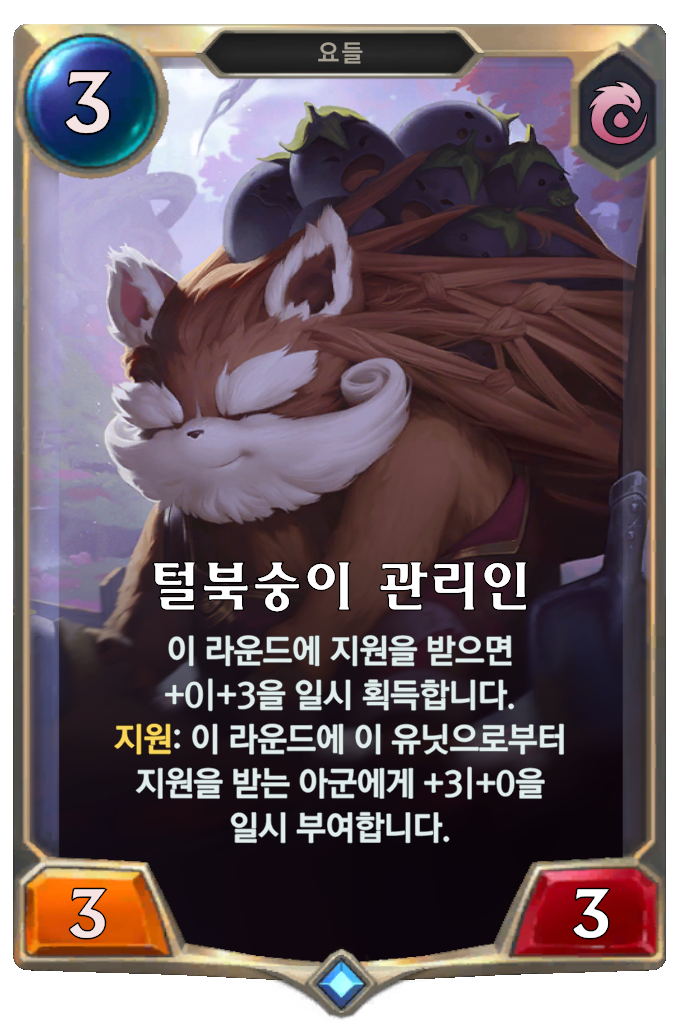 요들
3
털북숭이 관리인
이 라운드에 지원을 받으면
+0|+3을 일시 획득합니다.
지원: 이 라운드에 이 유닛으로부터
지원을 받는 아군에게 +3|+0을
일시 부여합니다.
3
3